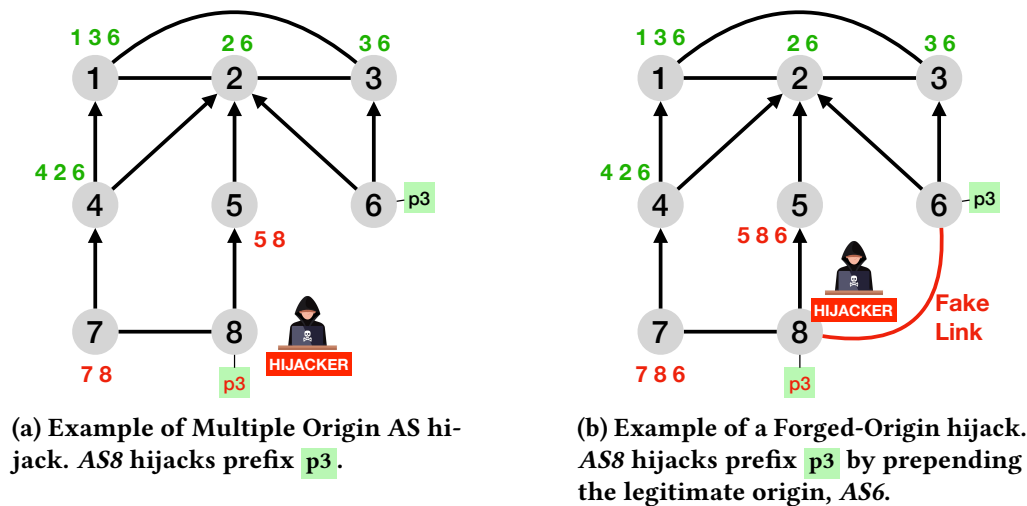 1 3 6
2 6
3 6
1
2
3
4 2 6
4
5
6
p3
5 8
7
8
HIJACKER
7 8
p3
(a) Example of Multiple Origin AS hi-
jack. AS8 hijacks prefix p3.
1 3 6
2 6
3 6
1
2
3
4 2 6
4
5
6
p3
5 8 6
HIJACKER
Fake
Link
7
8
7 8 6
p3
(b) Example of a Forged-Origin hijack.
AS8 hijacks prefix p3 by prepending
the legitimate origin, AS6.